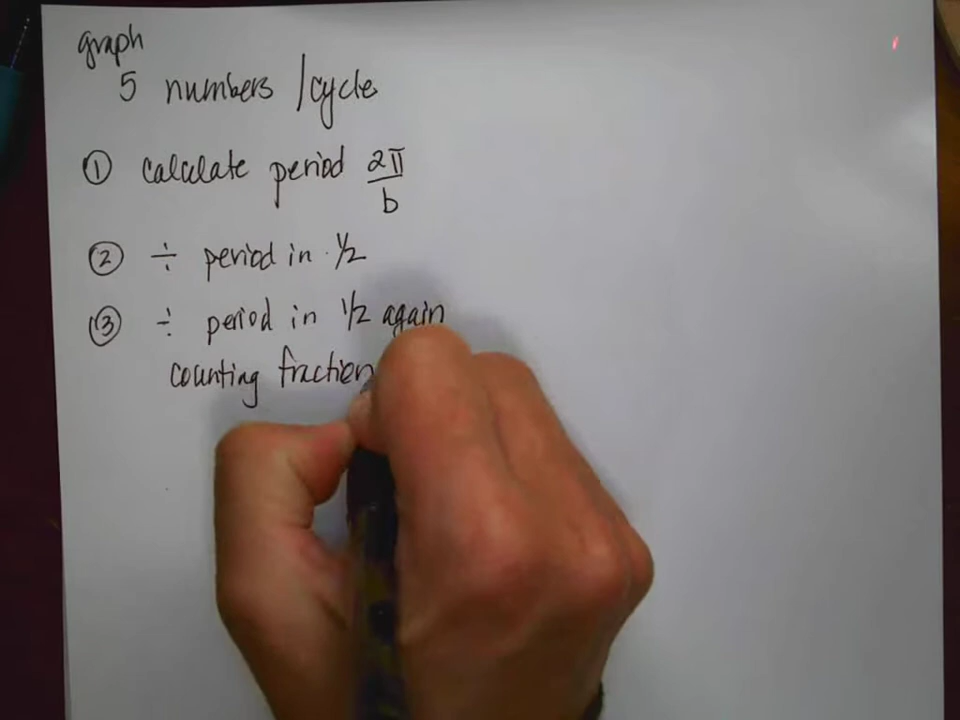 graph
5 numbers /cycle
① calculate period 2π/b
② ÷ period in 1/2
③ ÷ period in 1/2 again
counting fraction